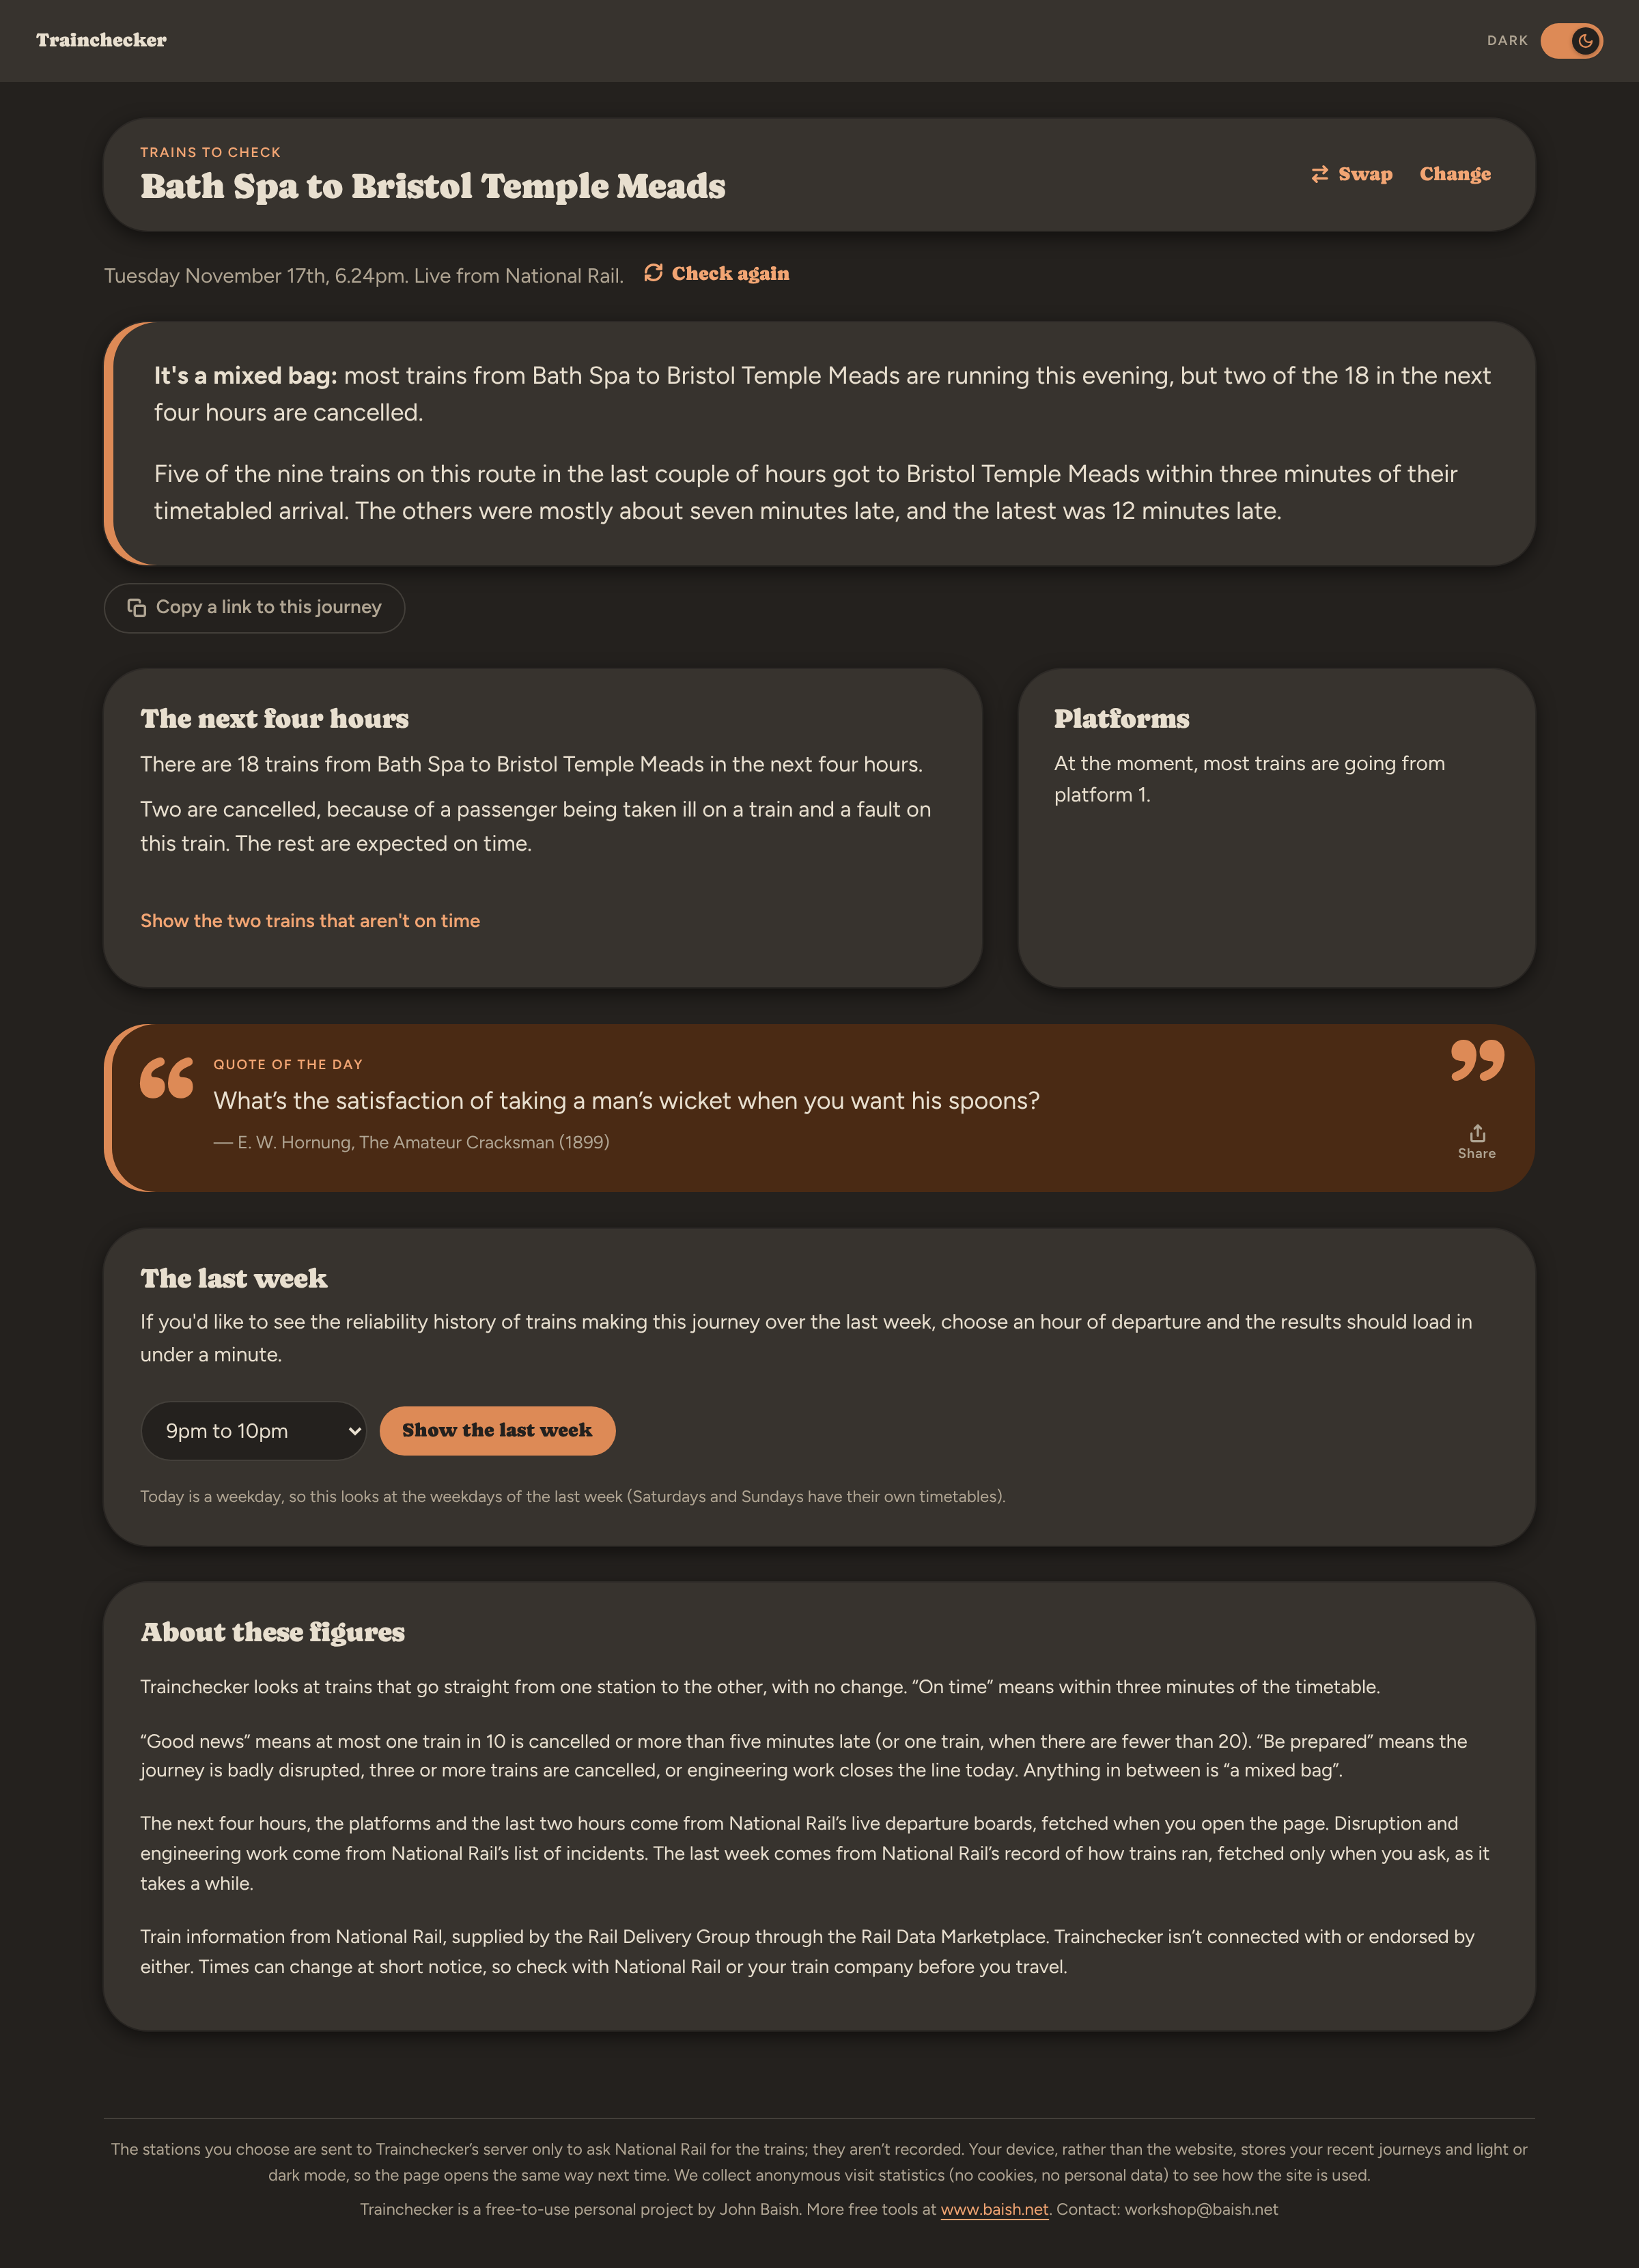 Trainchecker
DARK
TRAINS TO CHECK
Bath Spa to Bristol Temple Meads
Swap
Change
Tuesday November 17th, 6.24pm. Live from National Rail.
Check again
It's a mixed bag: most trains from Bath Spa to Bristol Temple Meads are running this evening, but two of the 18 in the next
four hours are cancelled.
Five of the nine trains on this route in the last couple of hours got to Bristol Temple Meads within three minutes of their
timetabled arrival. The others were mostly about seven minutes late, and the latest was 12 minutes late.
Copy a link to this journey
The next four hours
There are 18 trains from Bath Spa to Bristol Temple Meads in the next four hours.
Two are cancelled, because of a passenger being taken ill on a train and a fault on
this train. The rest are expected on time.
Show the two trains that aren't on time
Platforms
At the moment, most trains are going from
platform 1.
“
QUOTE OF THE DAY
What’s the satisfaction of taking a man’s wicket when you want his spoons?
— E. W. Hornung, The Amateur Cracksman (1899)
”
Share
The last week
If you'd like to see the reliability history of trains making this journey over the last week, choose an hour of departure and the results should load in
under a minute.
9pm to 10pm
Show the last week
Today is a weekday, so this looks at the weekdays of the last week (Saturdays and Sundays have their own timetables).
About these figures
Trainchecker looks at trains that go straight from one station to the other, with no change. “On time” means within three minutes of the timetable.
“Good news” means at most one train in 10 is cancelled or more than five minutes late (or one train, when there are fewer than 20). “Be prepared” means the
journey is badly disrupted, three or more trains are cancelled, or engineering work closes the line today. Anything in between is “a mixed bag”.
The next four hours, the platforms and the last two hours come from National Rail’s live departure boards, fetched when you open the page. Disruption and
engineering work come from National Rail’s list of incidents. The last week comes from National Rail’s record of how trains ran, fetched only when you ask, as it
takes a while.
Train information from National Rail, supplied by the Rail Delivery Group through the Rail Data Marketplace. Trainchecker isn’t connected with or endorsed by
either. Times can change at short notice, so check with National Rail or your train company before you travel.
The stations you choose are sent to Trainchecker’s server only to ask National Rail for the trains; they aren’t recorded. Your device, rather than the website, stores your recent journeys and light or
dark mode, so the page opens the same way next time. We collect anonymous visit statistics (no cookies, no personal data) to see how the site is used.
Trainchecker is a free-to-use personal project by John Baish. More free tools at www.baish.net. Contact: workshop@baish.net